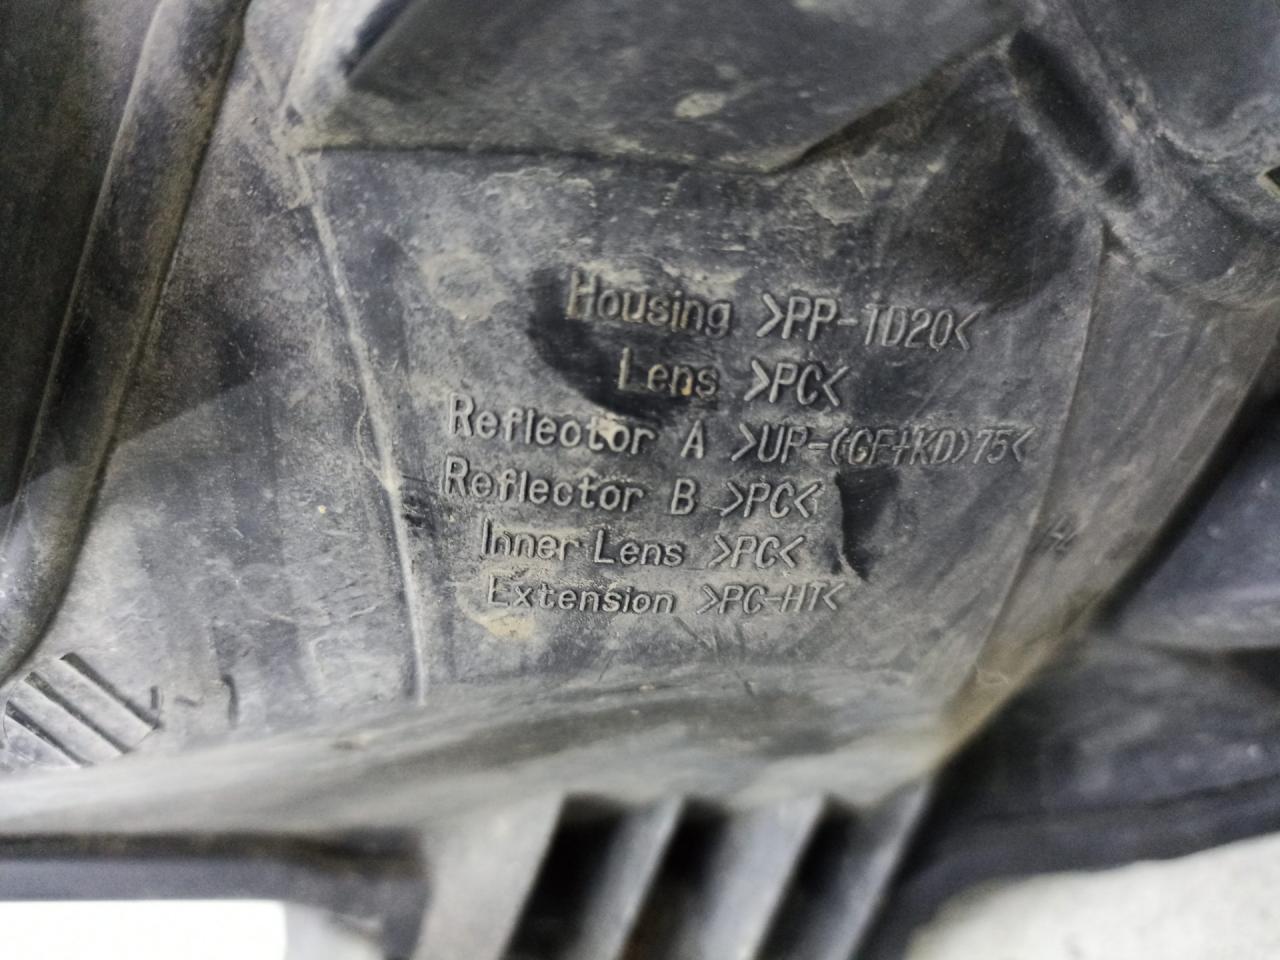 Housing >PP-TD20<
Lens >PC<
Reflector A >UP-(GF+KD)75<
Reflector B >PC<
Inner Lens >PC<
Extension >PC-HT<